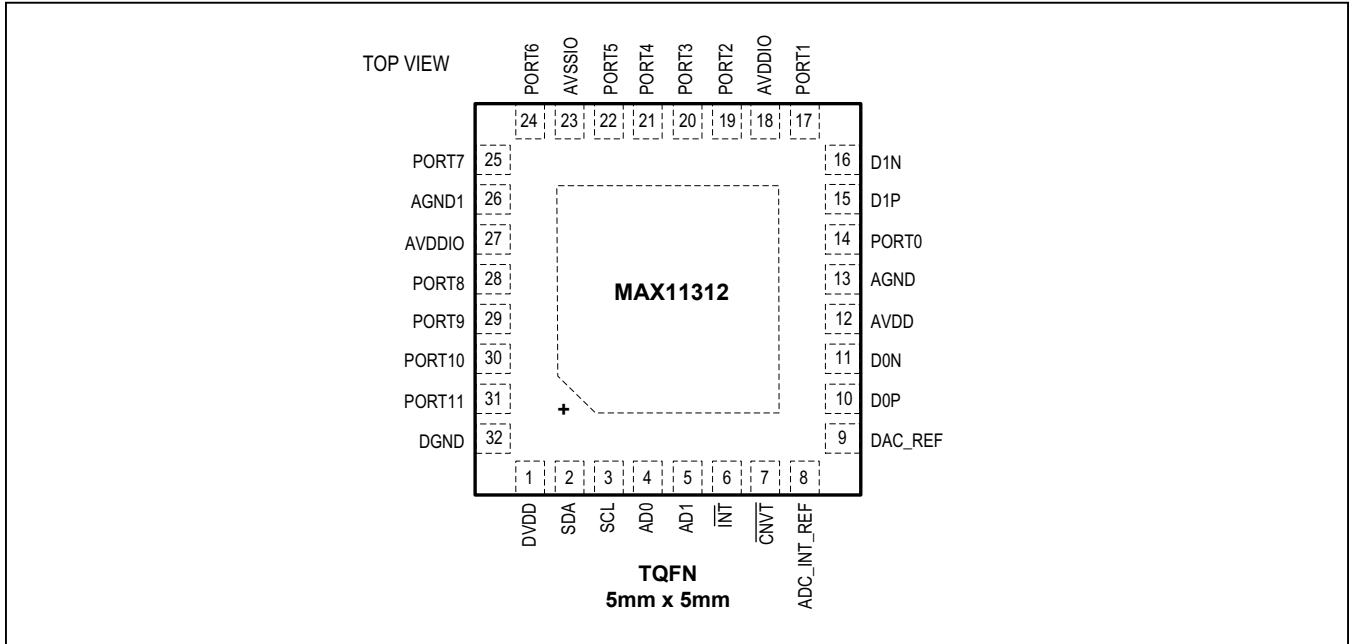 TOP VIEW
PORT6
AVSSIO
PORT5
PORT4
PORT3
PORT2
AVDDIO
PORT1
24 23 22 21 20 19 18 17
PORT7 25
AGND1 26
AVDDIO 27
PORT8 28
PORT9 29
PORT10 30
PORT11 31
DGND 32
MAX11312
+
16 D1N
15 D1P
14 PORT0
13 AGND
12 AVDD
11 D0N
10 D0P
9 DAC_REF
1 2 3 4 5 6 7 8
DVDD
SDA
SCL
AD0
AD1
I̅N̅T̅
C̅N̅V̅T̅
ADC_INT_REF
TQFN
5mm x 5mm